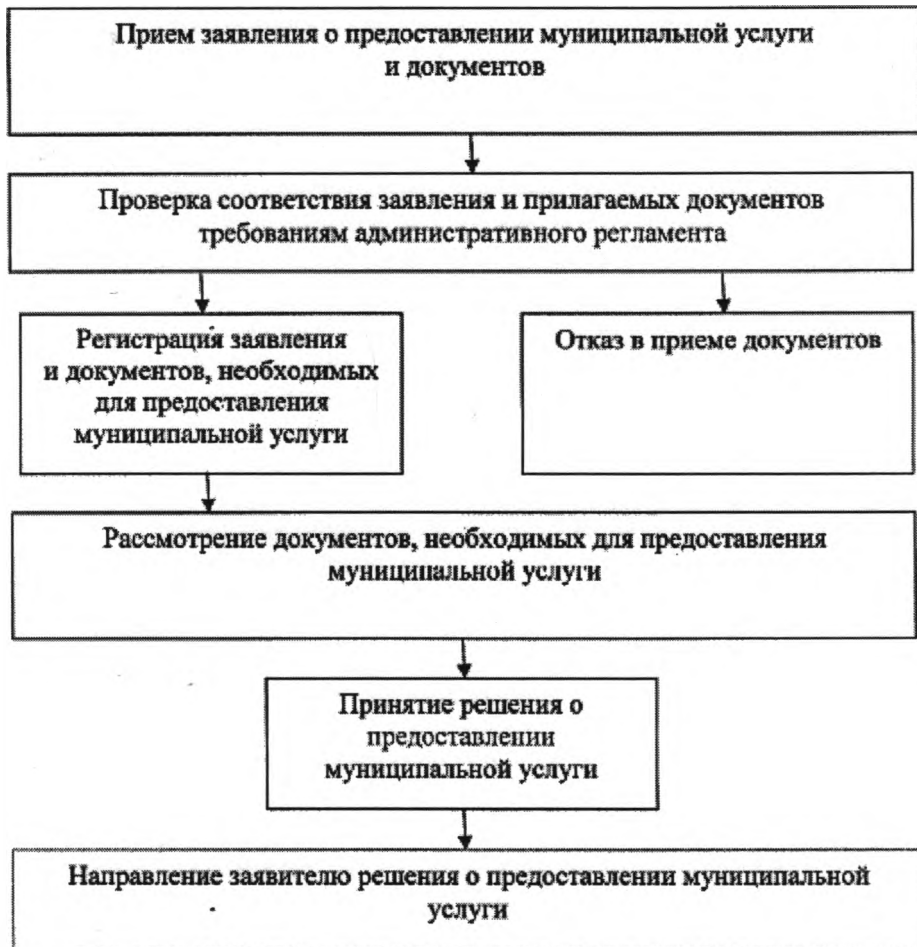 Прием заявления о предоставлении муниципальной услуги
и документов
Проверка соответствия заявления и прилагаемых документов
требованиям административного регламента
Регистрация заявления
и документов, необходимых
для предоставления
муниципальной услуги
Отказ в приеме документов
Рассмотрение документов, необходимых для предоставления
муниципальной услуги
Принятие решения о
предоставлении
муниципальной услуги
Направление заявителю решения о предоставлении муниципальной
услуги